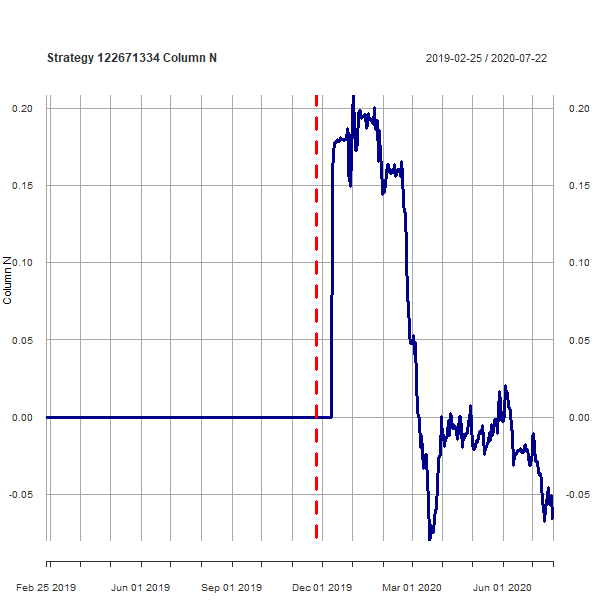 Strategy 122671334 Column N
2019-02-25 / 2020-07-22
0.20
0.20
0.15
0.15
0.10
0.10
Column N
0.05
0.05
0.00
0.00
-0.05
-0.05
Feb 25 2019
Jun 01 2019
Sep 01 2019
Dec 01 2019
Mar 01 2020
Jun 01 2020